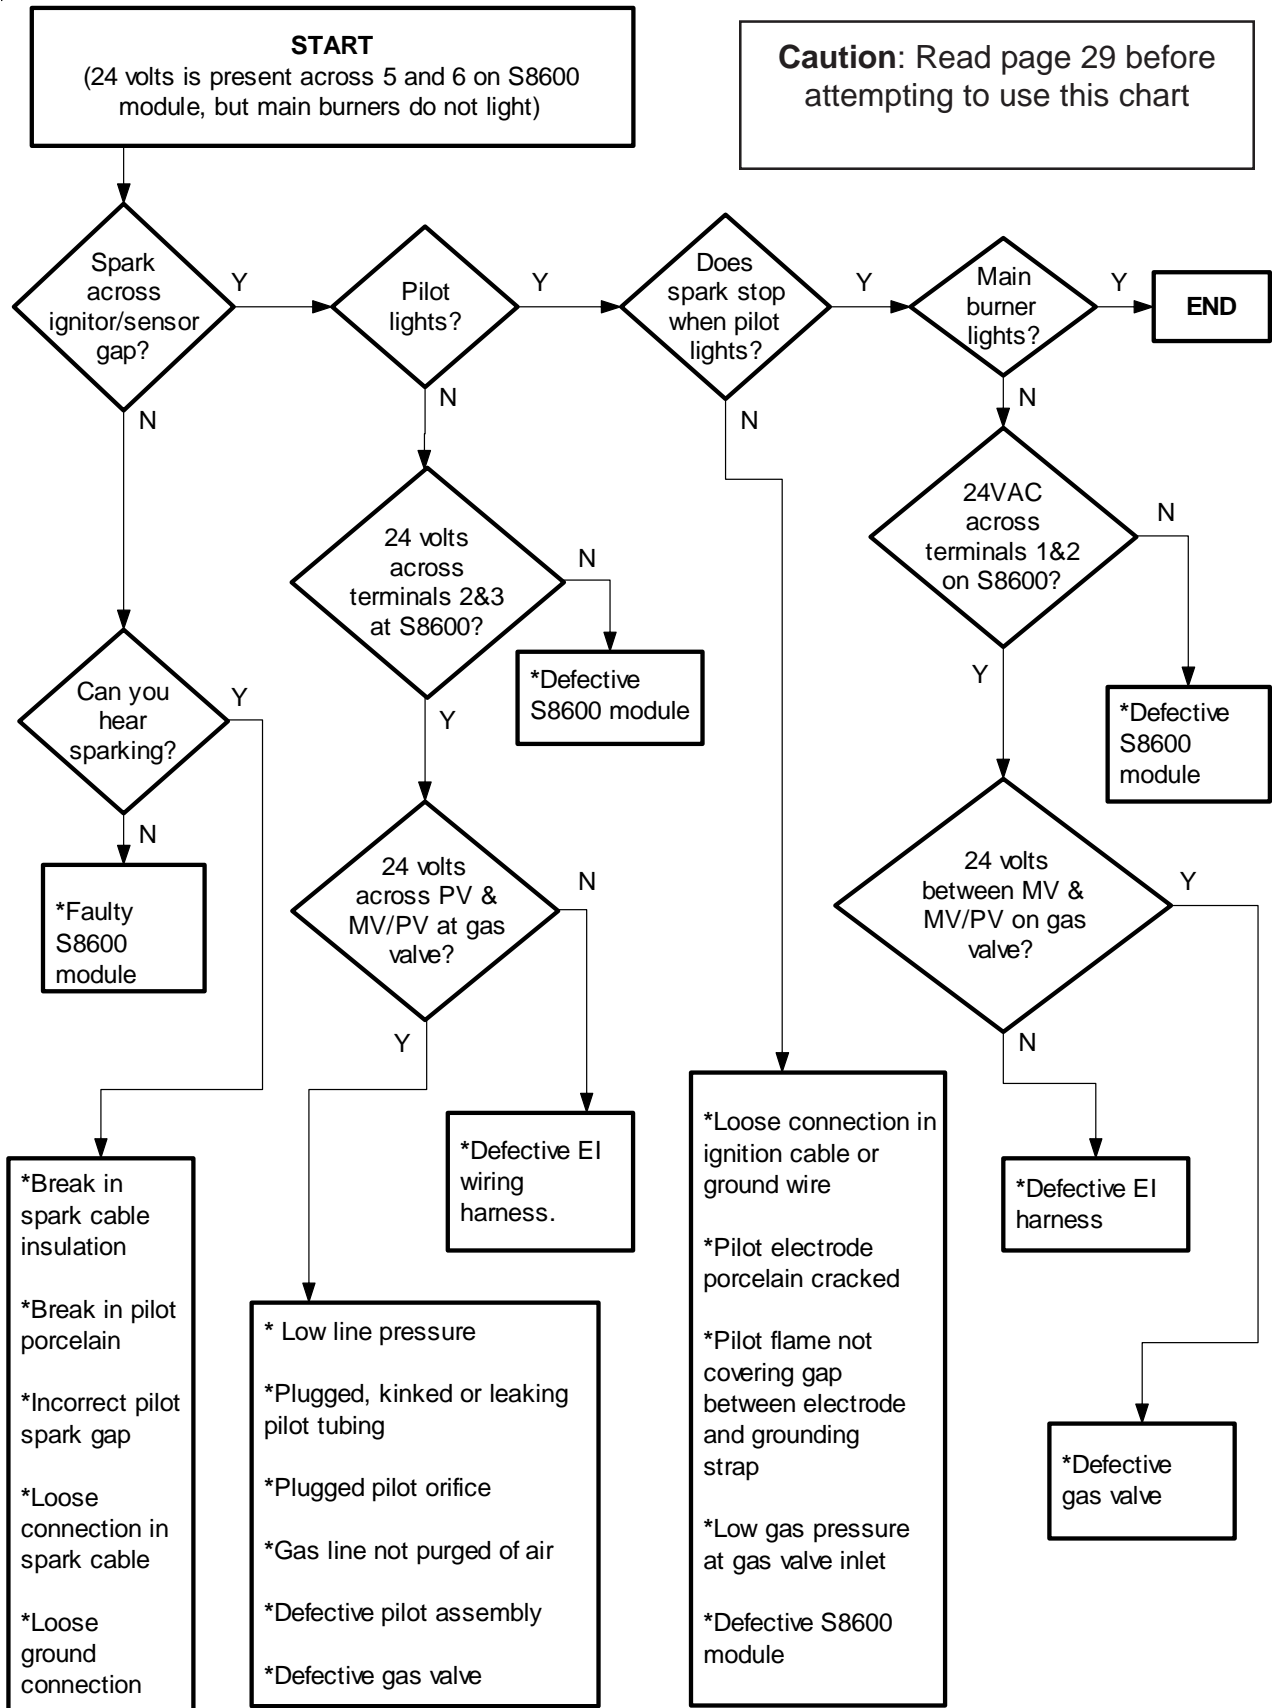 START
(24 volts is present across 5 and 6 on S8600
module, but main burners do not light)
Caution: Read page 29 before
attempting to use this chart
Spark
across
ignitor/sensor
gap?
Y
N
Pilot
lights?
Y
N
Does
spark stop
when pilot
lights?
Y
N
Main
burner
lights?
Y
N
END
24 volts
across
terminals 2&3
at S8600?
N
Y
*Defective
S8600 module
24VAC
across
terminals 1&2
on S8600?
N
Y
*Defective
S8600
module
Can you
hear
sparking?
Y
N
*Faulty
S8600
module
24 volts
across PV &
MV/PV at gas
valve?
N
Y
24 volts
between MV &
MV/PV on gas
valve?
Y
N
*Break in
spark cable
insulation
*Break in pilot
porcelain
*Incorrect pilot
spark gap
*Loose
connection in
spark cable
*Loose
ground
connection
* Low line pressure
*Plugged, kinked or leaking
pilot tubing
*Plugged pilot orifice
*Gas line not purged of air
*Defective pilot assembly
*Defective gas valve
*Defective EI
wiring
harness.
*Loose connection in
ignition cable or
ground wire
*Pilot electrode
porcelain cracked
*Pilot flame not
covering gap
between electrode
and grounding
strap
*Low gas pressure
at gas valve inlet
*Defective S8600
module
*Defective EI
harness
*Defective
gas valve